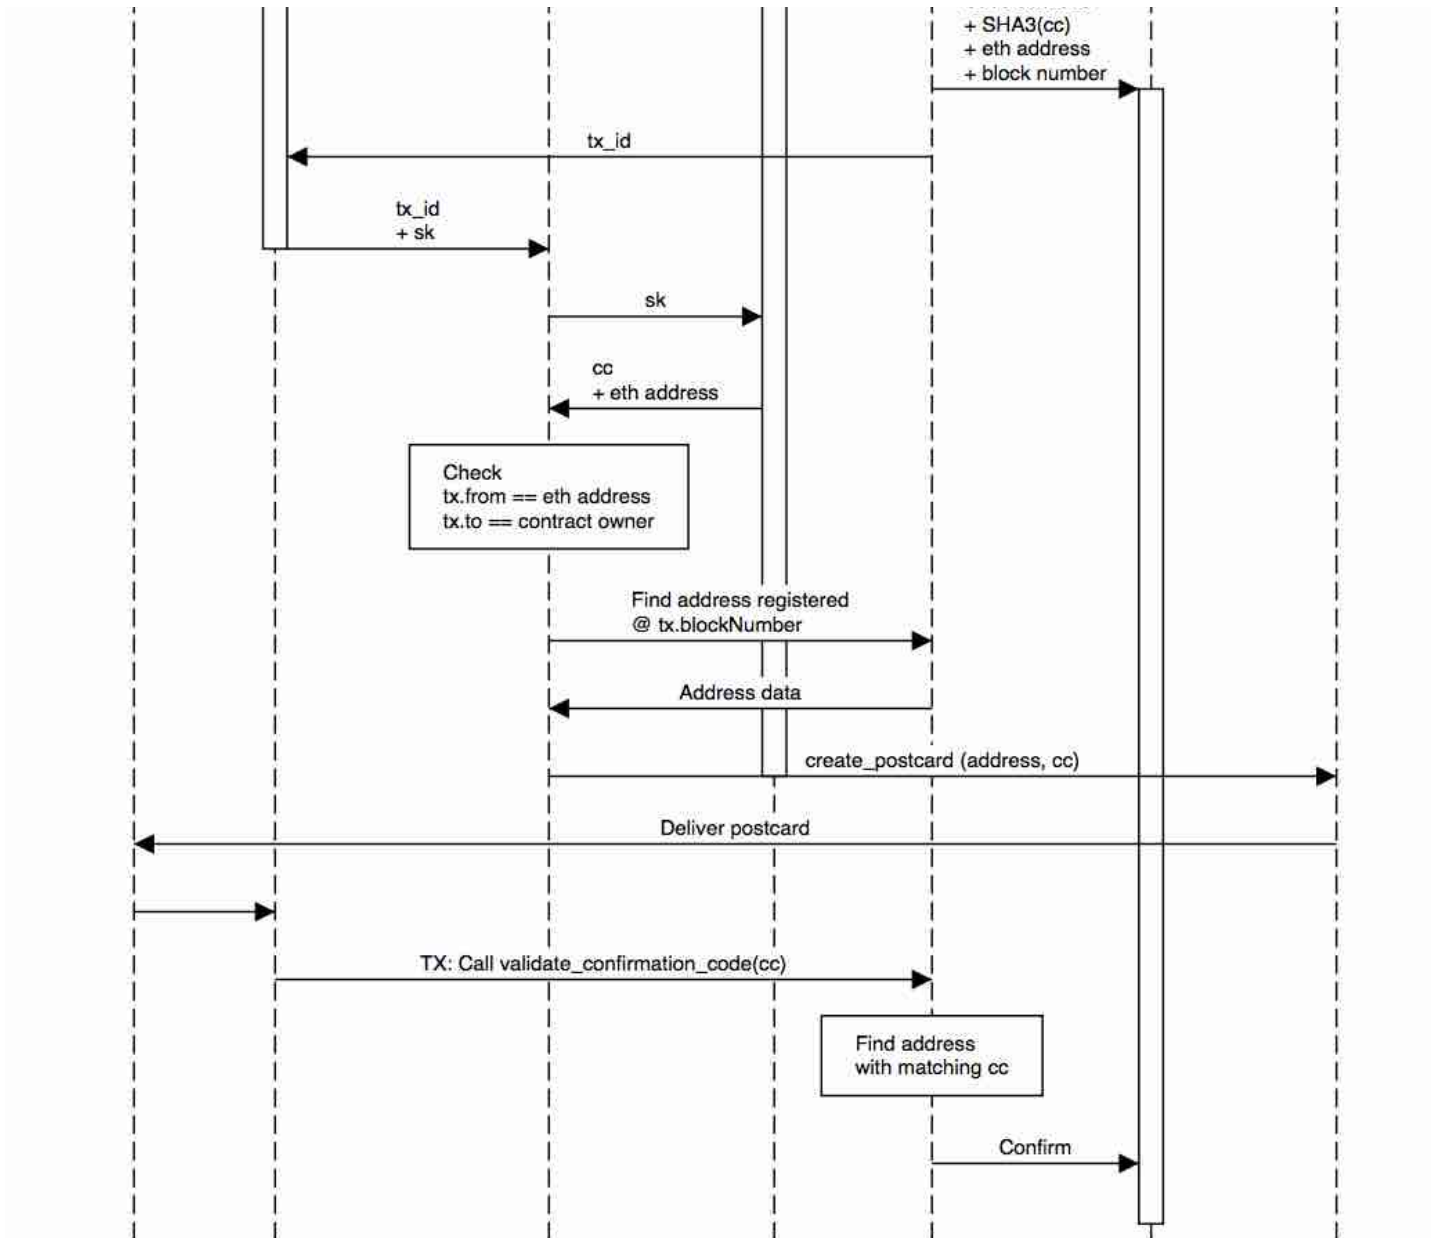 + SHA3(cc)
+ eth address
+ block number
tx_id
tx_id
+ sk
sk
cc
+ eth address
Check
tx.from == eth address
tx.to == contract owner
Find address registered
@ tx.blockNumber
Address data
create_postcard (address, cc)
Deliver postcard
TX: Call validate_confirmation_code(cc)
Find address
with matching cc
Confirm